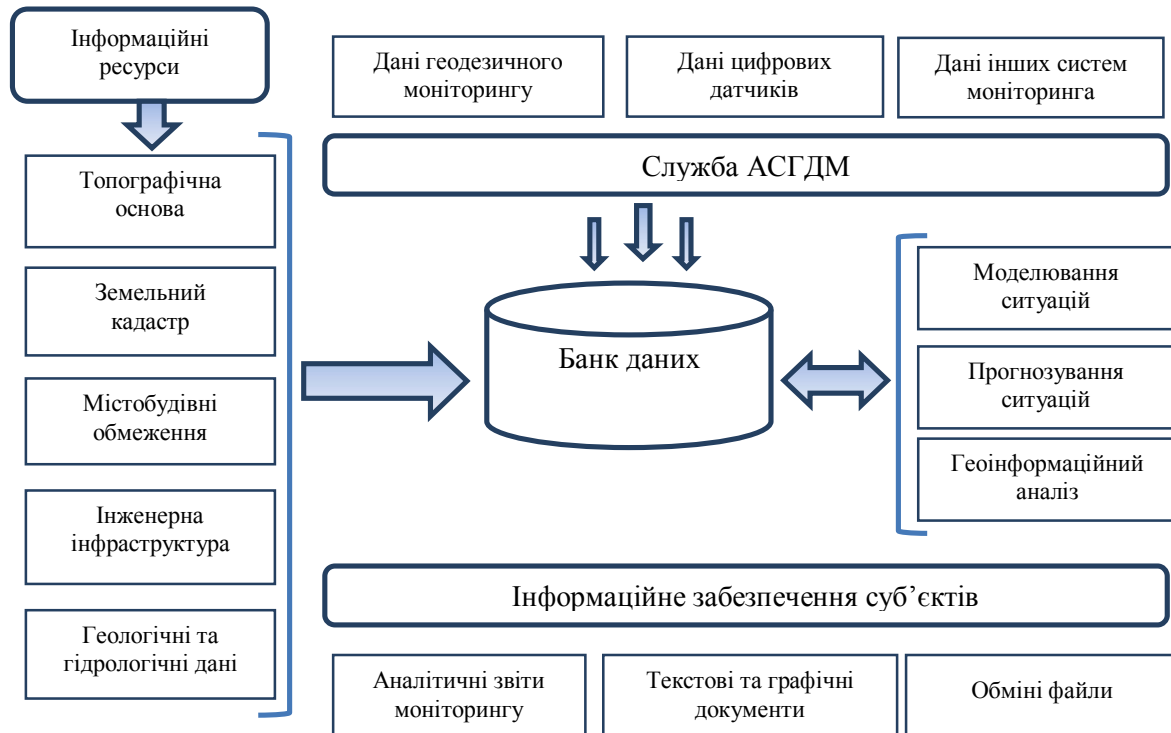 Інформаційні
ресурси
Дані геодезичного
моніторингу
Дані цифрових
датчиків
Дані інших систем
моніторинга
Служба АСГДМ
Топографічна
основа
Земельний
кадастр
Містобудівні
обмеження
Інженерна
інфраструктура
Геологічні та
гідрологічні дані
Банк даних
Моделювання
ситуацій
Прогнозування
ситуацій
Геоінформаційний
аналіз
Інформаційне забезпечення суб’єктів
Аналітичні звіти
моніторингу
Текстові та графічні
документи
Обміні файли